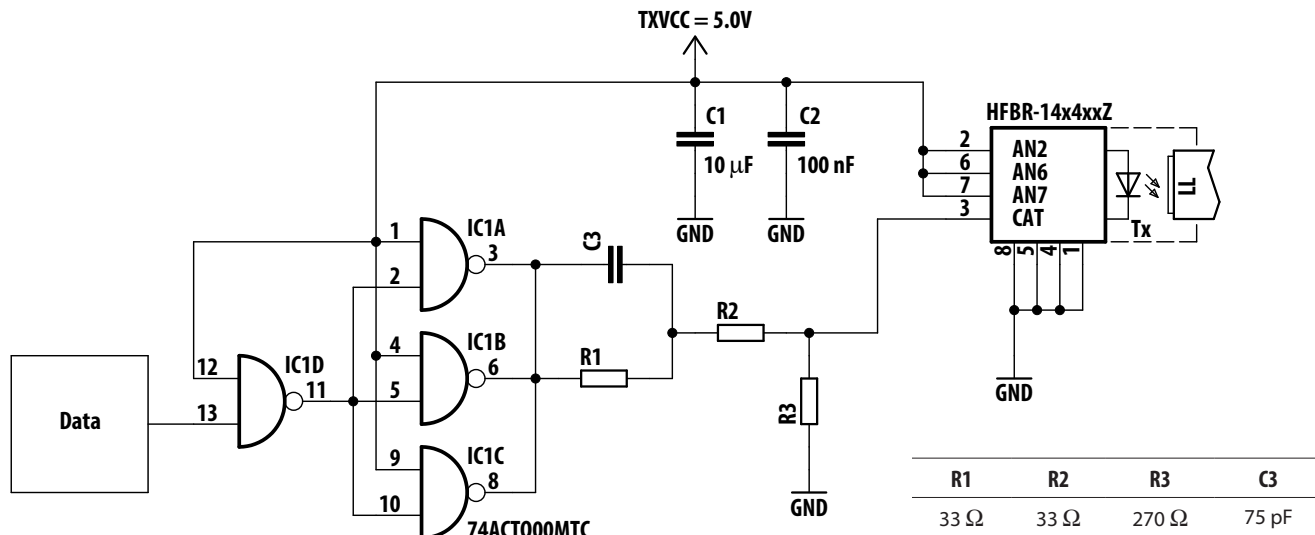 TXVCC = 5.0V
C1
10 μF
GND
C2
100 nF
GND
HFBR-14x4xxZ
2
AN2
6
AN6
7
AN7
3
CAT
Tx
LL
8
5
4
1
GND
1
2
IC1A
3
C3
4
5
IC1B
6
R1
R2
R3
GND
12
13
IC1D
11
Data
9
10
IC1C
8
74ACTQ00MTC
R1 R2 R3 C3
33 Ω 33 Ω 270 Ω 75 pF